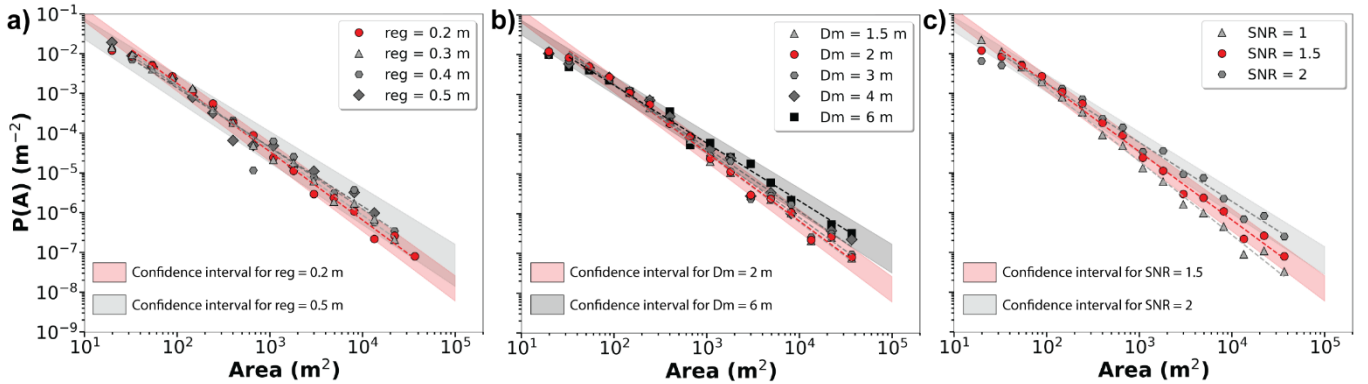 a)
P(A) (m⁻²)
10⁻¹
10⁻²
10⁻³
10⁻⁴
10⁻⁵
10⁻⁶
10⁻⁷
10⁻⁸
10⁻⁹
reg = 0.2 m
reg = 0.3 m
reg = 0.4 m
reg = 0.5 m
Confidence interval for reg = 0.2 m
Confidence interval for reg = 0.5 m
10¹ 10² 10³ 10⁴ 10⁵
Area (m²)
b)
Dm = 1.5 m
Dm = 2 m
Dm = 3 m
Dm = 4 m
Dm = 6 m
Confidence interval for Dm = 2 m
Confidence interval for Dm = 6 m
10¹ 10² 10³ 10⁴ 10⁵
Area (m²)
c)
SNR = 1
SNR = 1.5
SNR = 2
Confidence interval for SNR = 1.5
Confidence interval for SNR = 2
10¹ 10² 10³ 10⁴ 10⁵
Area (m²)